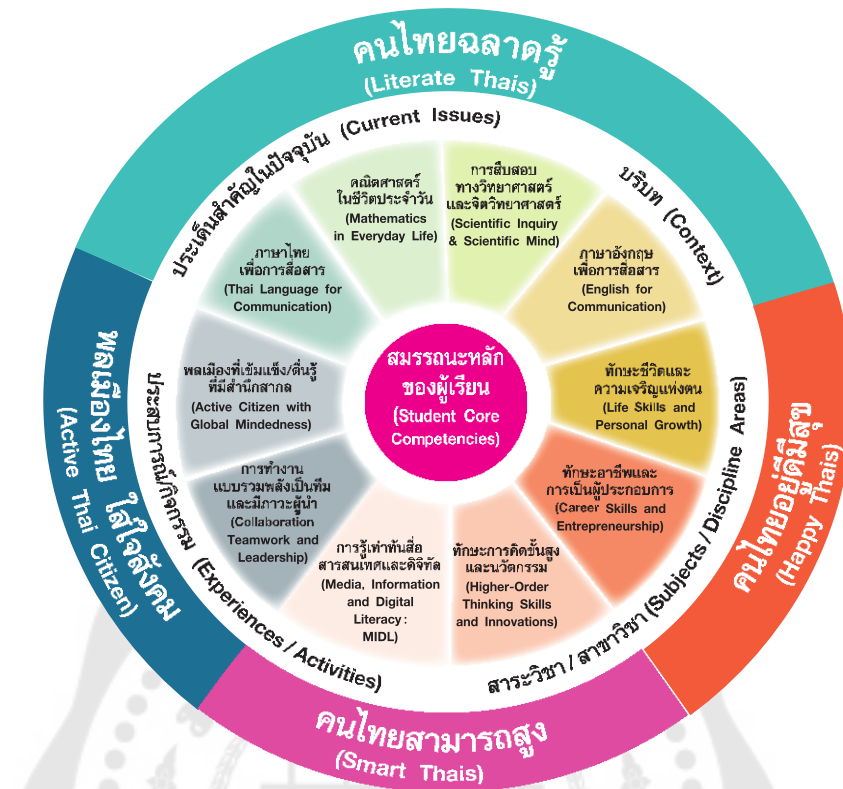 คนไทยฉลาดรู้
(Literate Thais)
ประเด็นสำคัญในปัจจุบัน (Current Issues)
บริบท (Context)
คณิตศาสตร์
ในชีวิตประจำวัน
(Mathematics
in Everyday Life)
การสืบสอบ
ทางวิทยาศาสตร์
และจิตวิทยาศาสตร์
(Scientific Inquiry
& Scientific Mind)
ภาษาไทย
เพื่อการสื่อสาร
(Thai Language for
Communication)
ภาษาอังกฤษ
เพื่อการสื่อสาร
(English for
Communication)
พลเมืองที่เข้มแข็ง/ตื่นรู้
ที่มีสำนึกสากล
(Active Citizen with
Global Mindedness)
สมรรถนะหลัก
ของผู้เรียน
(Student Core
Competencies)
ทักษะชีวิตและ
ความเจริญแห่งตน
(Life Skills and
Personal Growth)
การทำงาน
แบบรวมพลังเป็นทีม
และมีภาวะผู้นำ
(Collaboration
Teamwork and
Leadership)
ทักษะอาชีพและ
การเป็นผู้ประกอบการ
(Career Skills and
Entrepreneurship)
การรู้เท่าทันสื่อ
สารสนเทศและดิจิทัล
(Media, Information
and Digital
Literacy:
MIDL)
ทักษะการคิดขั้นสูง
และนวัตกรรม
(Higher-Order
Thinking Skills
and Innovations)
ประสบการณ์/กิจกรรม (Experiences / Activities)
สาระวิชา / สาขาวิชา (Subjects / Discipline Areas)
พลเมืองไทย ใส่ใจสังคม
(Active Thai Citizen)
คนไทยอยู่ดีมีสุข
(Happy Thais)
คนไทยสามารถสูง
(Smart Thais)